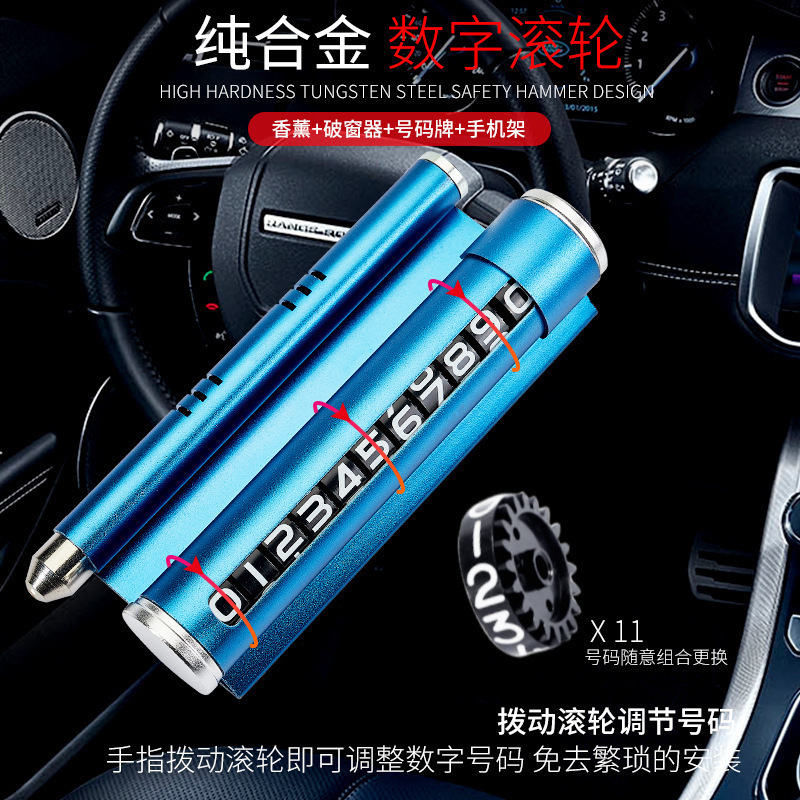 纯合金 数字滚轮
HIGH HARDNESS TUNGSTEN STEEL SAFETY HAMMER DESIGN
香薰+破窗器+号码牌+手机架
MODE
01234567890
123
X 11
号码随意组合更换
拨动滚轮调节号码
手指拨动滚轮即可调整数字号码 免去繁琐的安装